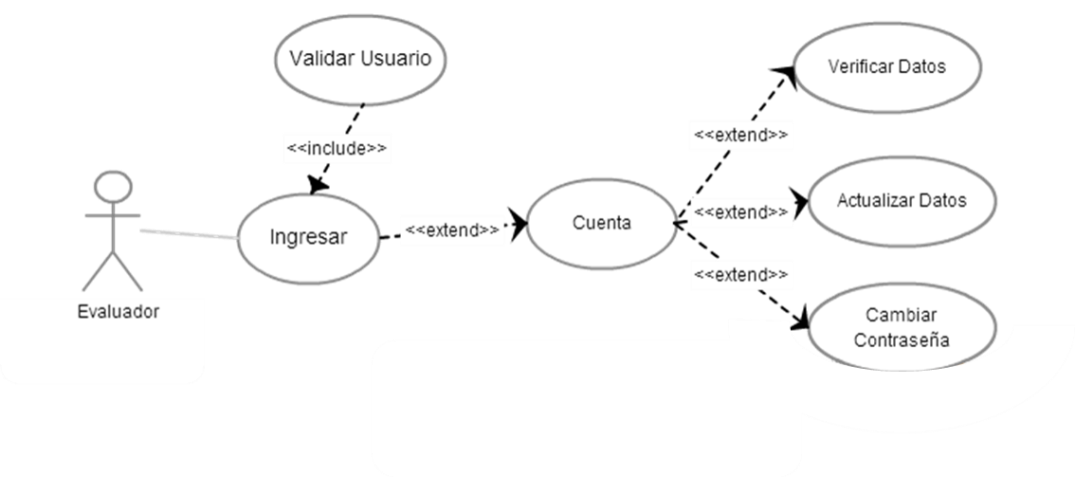 Validar Usuario
Verificar Datos
<<extend>>
<<include>>
Actualizar Datos
<<extend>>
Ingresar
<<extend>>
Cuenta
<<extend>>
Evaluador
Cambiar
Contraseña